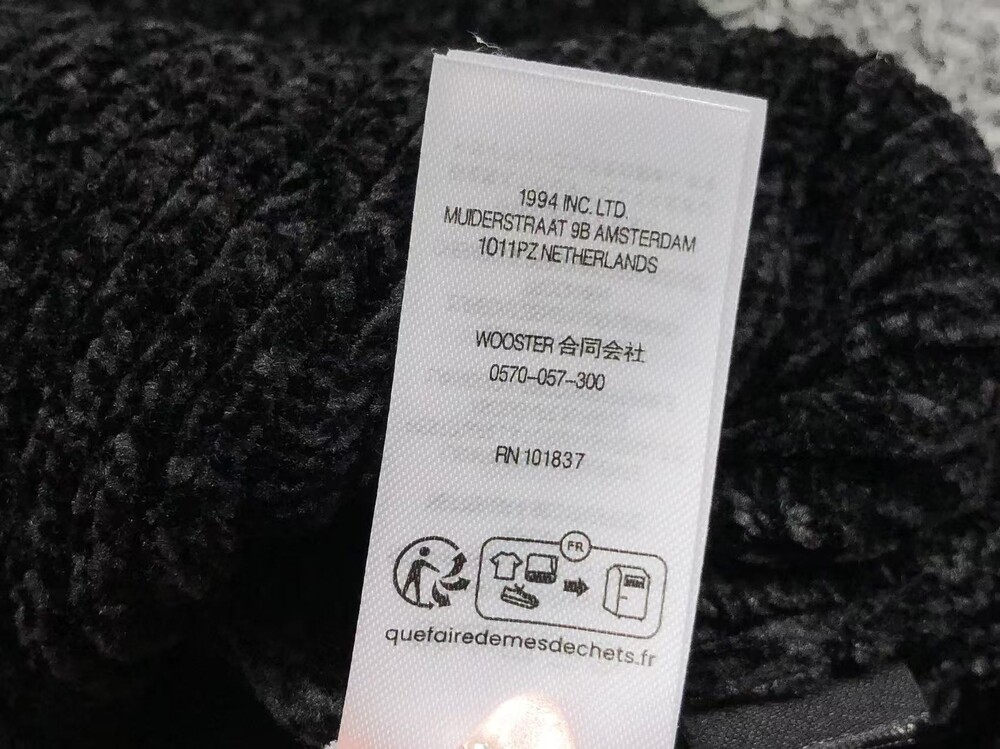 1994 INC. LTD.
MUIDERSTRAAT 9B AMSTERDAM
1011PZ NETHERLANDS
WOOSTER 合同会社
0570-057-300
RN 101837
FR
quefairedemesdechets.fr